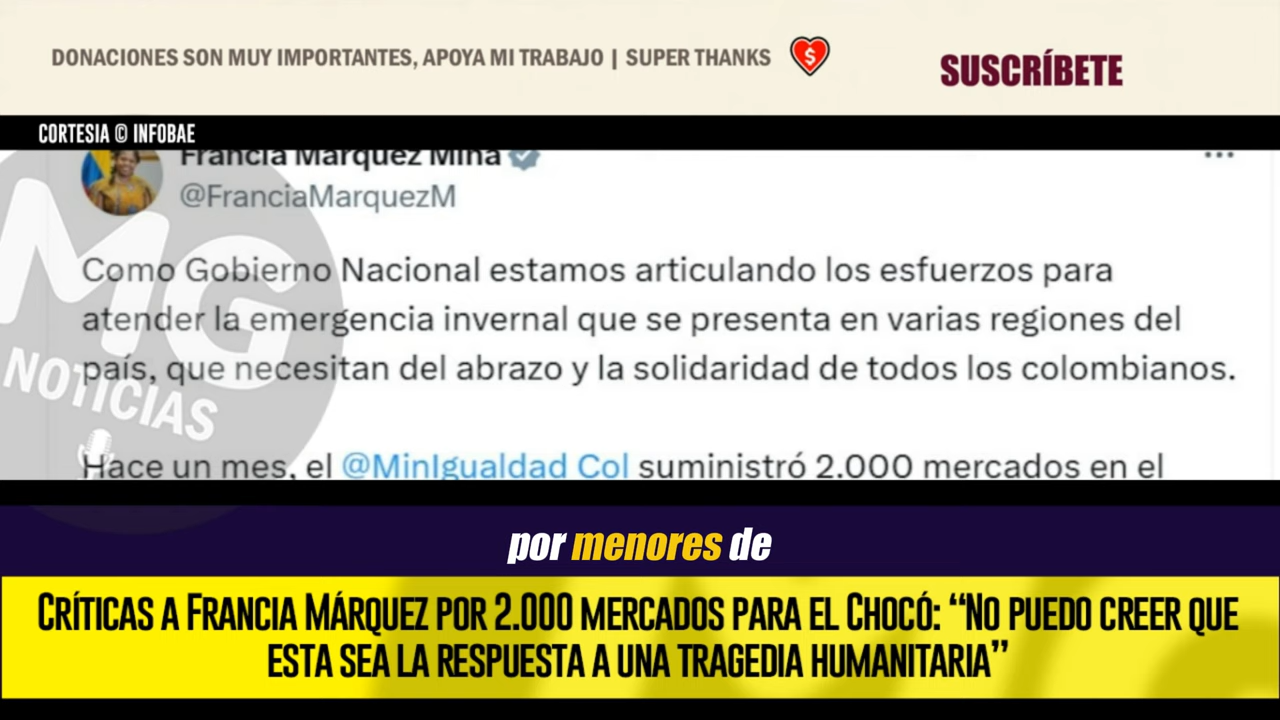 DONACIONES SON MUY IMPORTANTES, APOYA MI TRABAJO | SUPER THANKS
SUSCRÍBETE
CORTESIA © INFOBAE
Francia Márquez Mina
@FranciaMarquezM
Como Gobierno Nacional estamos articulando los esfuerzos para
atender la emergencia invernal que se presenta en varias regiones del
país, que necesitan del abrazo y la solidaridad de todos los colombianos.
Hace un mes, el @MinIgualdad Col suministró 2.000 mercados en el
MG
NOTICIAS
por menores de
CRÍTICAS A FRANCIA MÁRQUEZ POR 2.000 MERCADOS PARA EL CHOCÓ: “NO PUEDO CREER QUE
ESTA SEA LA RESPUESTA A UNA TRAGEDIA HUMANITARIA”